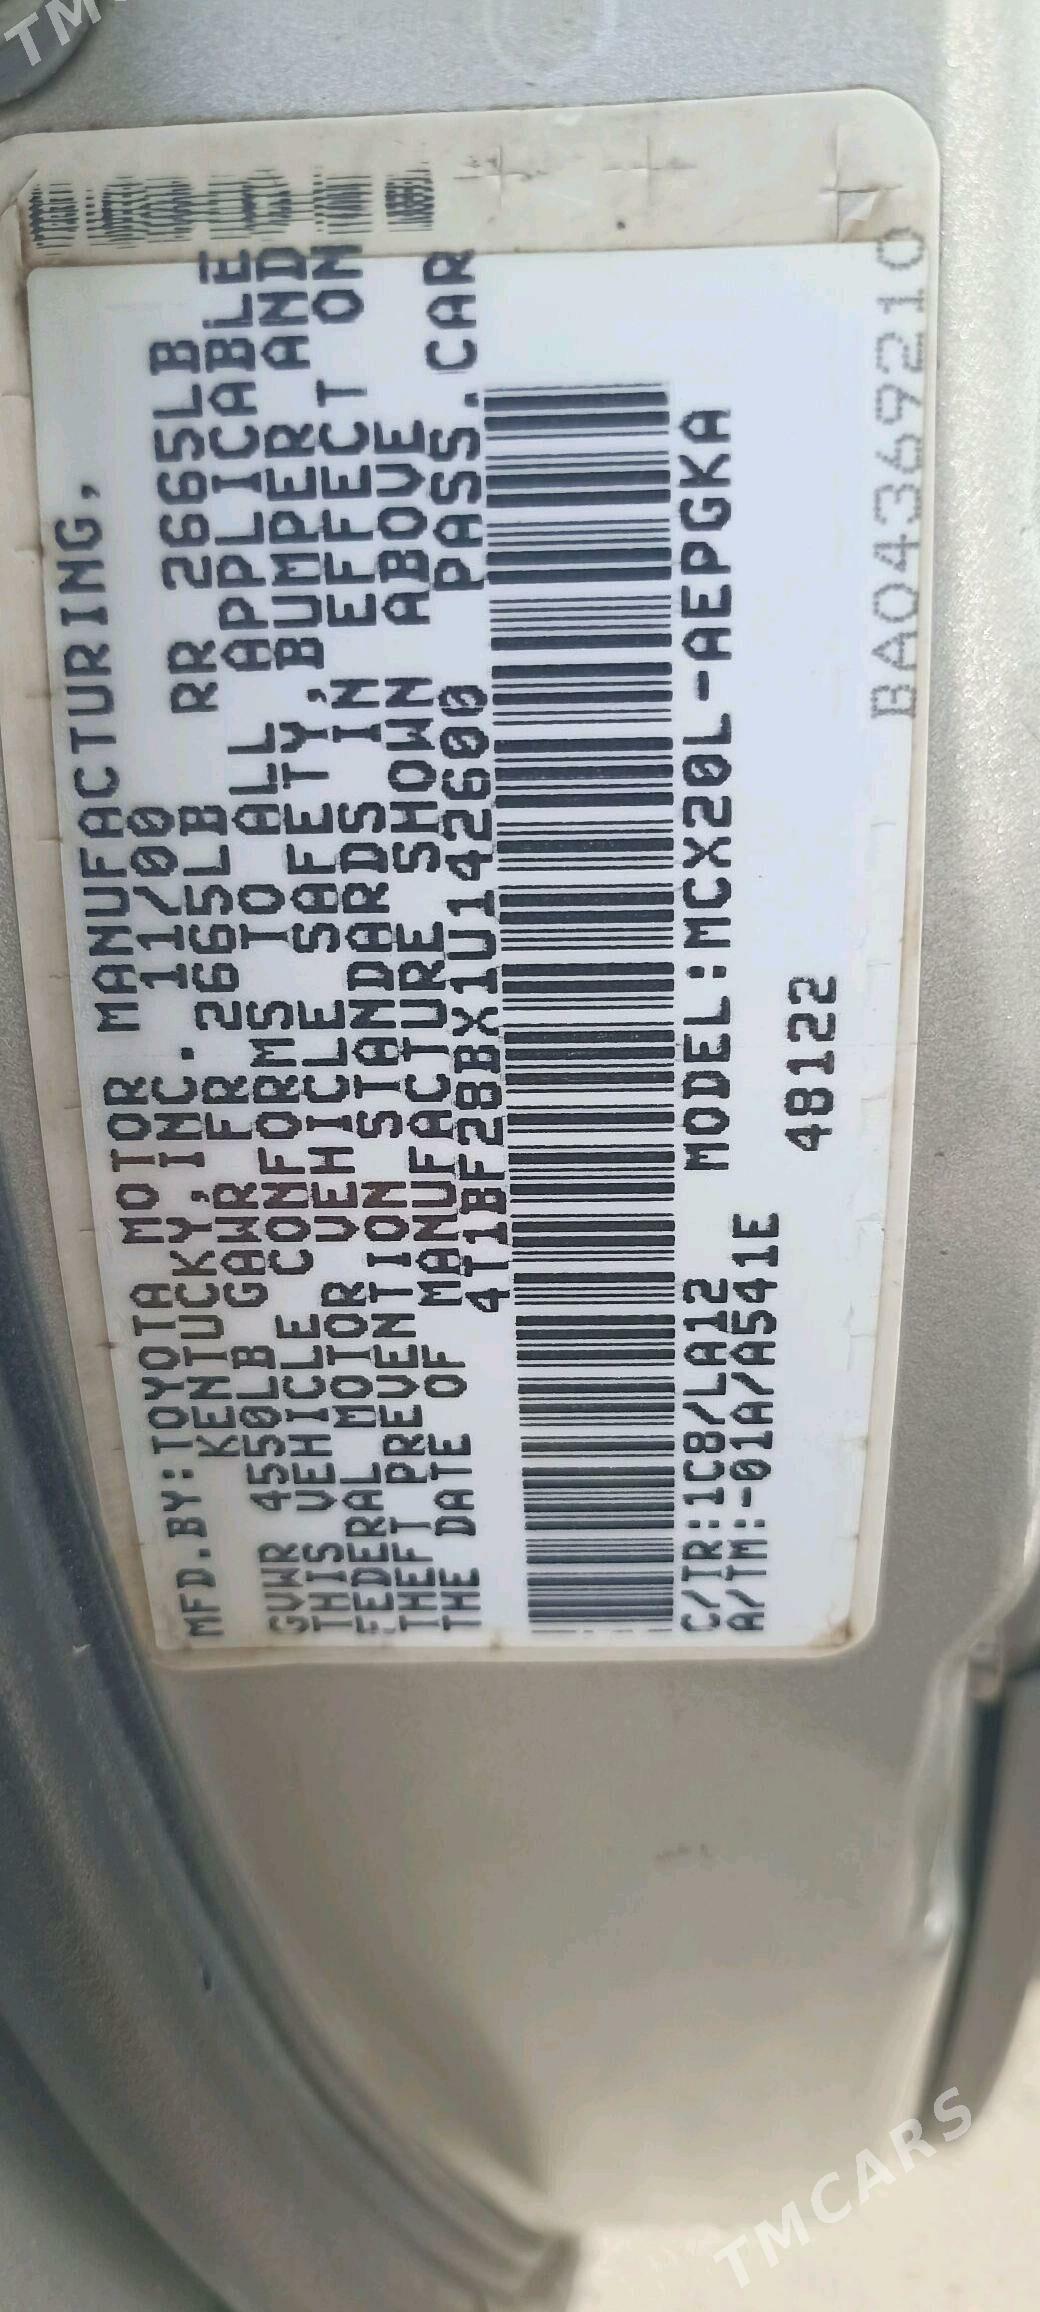 MFD.BY:TOYOTA MOTOR MANUFACTURING,
KENTUCKY,INC. 11/00
GVWR 4550LB GAWR FR 2665LB RR 2665LB
THIS VEHICLE CONFORMS TO ALL APPLICABLE
FEDERAL MOTOR VEHICLE SAFETY,BUMPER AND
THEFT PREVENTION STANDARDS IN EFFECT ON
THE DATE OF MANUFACTURE SHOWN ABOVE
4T1BF28BX1U142600 PASS.CAR
C/TR:1C8/LA12 MODEL:MCX20L-AEPGKA
A/TM:-01A/A541E 48122
BA04369210
TMCARS